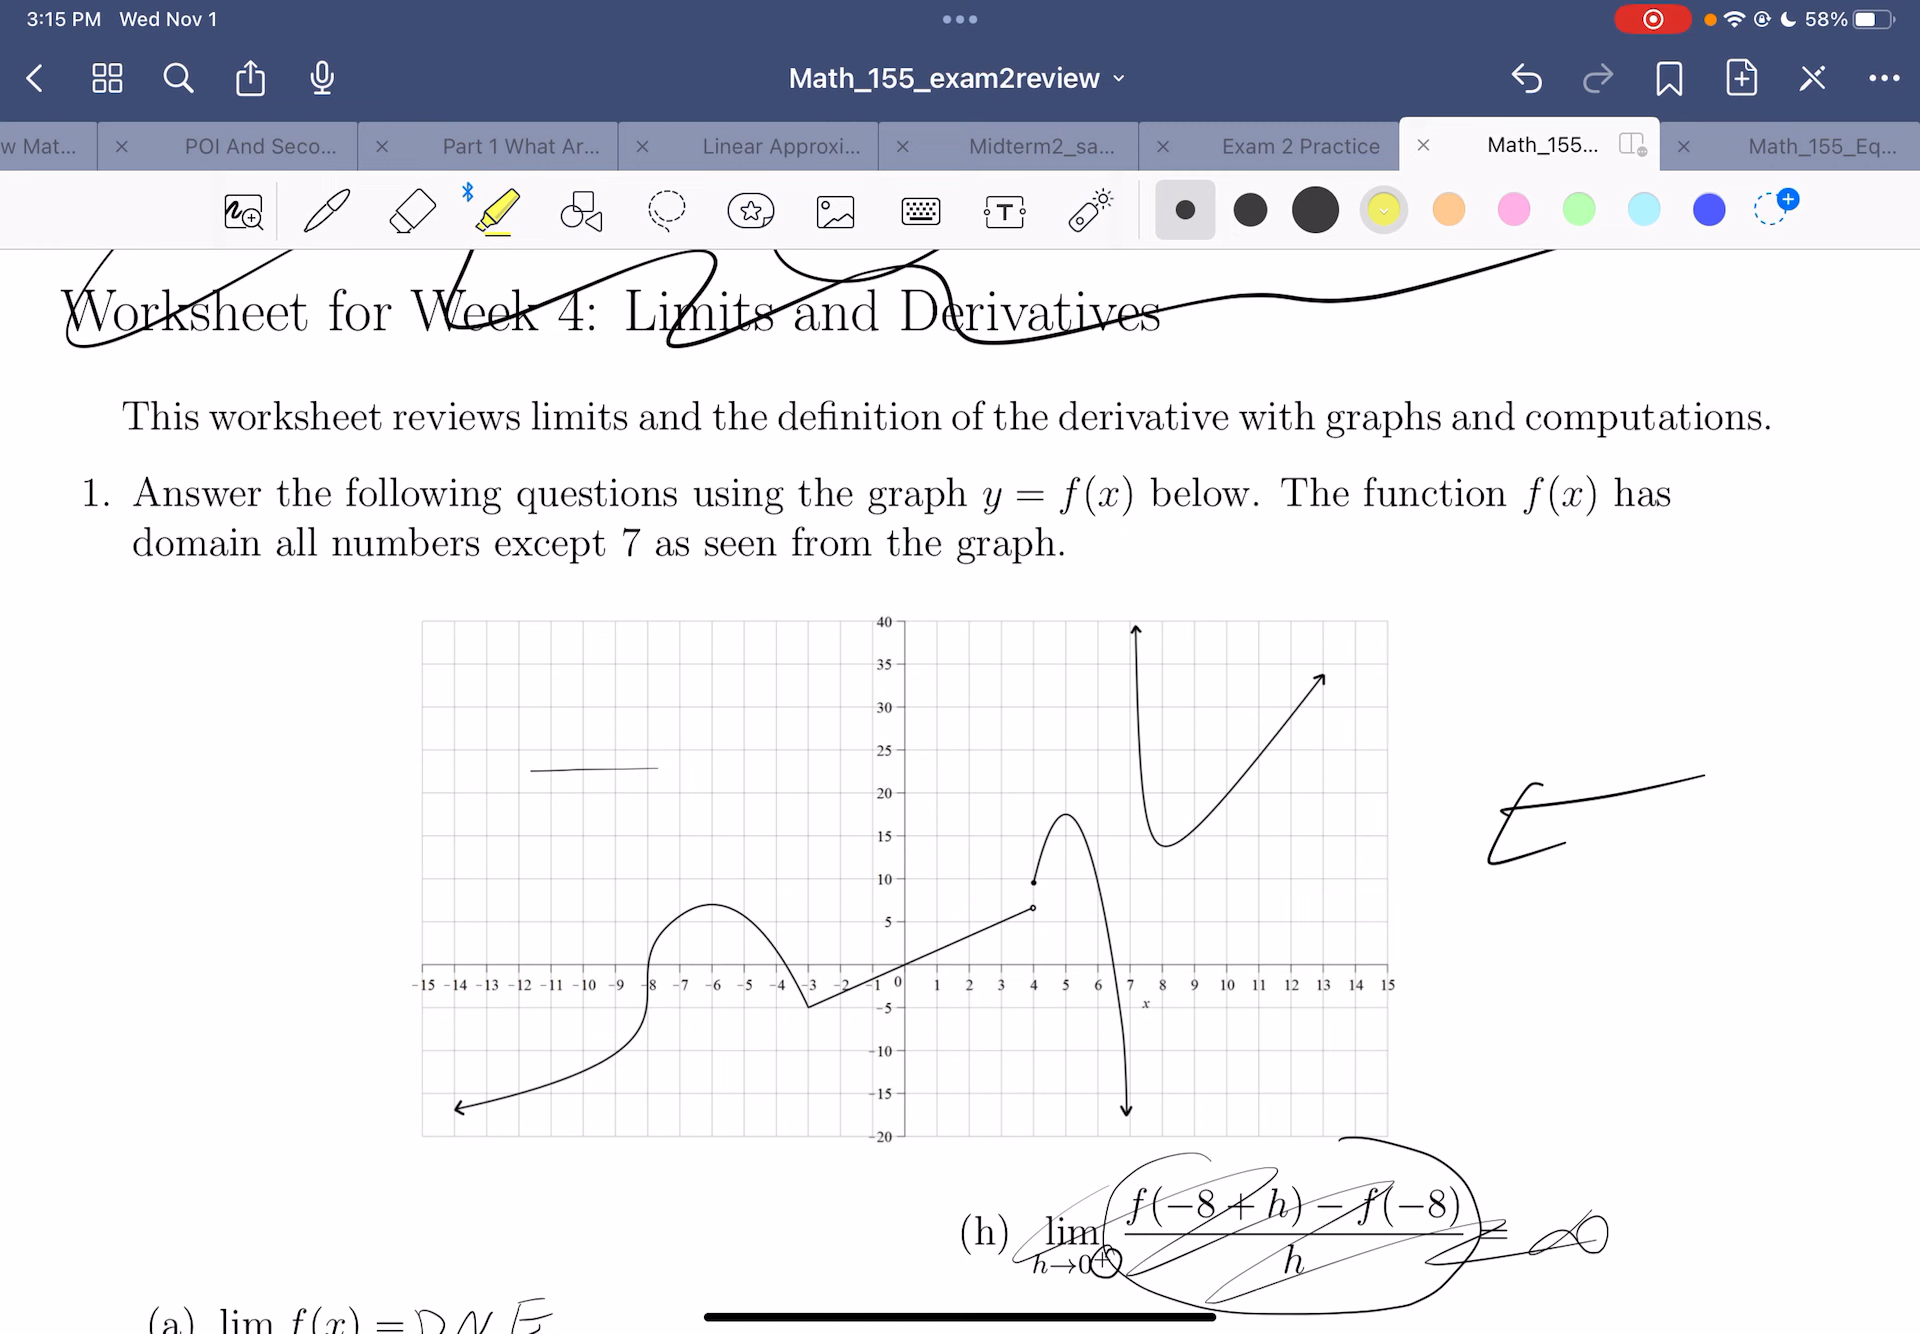 3:15 PM Wed Nov 1
58%
Math_155_exam2review
w Mat...
POI And Seco...
Part 1 What Ar...
Linear Approxi...
Midterm2_sa...
Exam 2 Practice
Math_155...
Math_155_Eq...
T
Worksheet for Week 4: Limits and Derivatives
This worksheet reviews limits and the definition of the derivative with graphs and computations.
1. Answer the following questions using the graph y = f(x) below. The function f(x) has
domain all numbers except 7 as seen from the graph.
40
35
30
25
20
15
10
5
-15 -14 -13 -12 -11 -10 -9 -8 -7 -6 -5 -4 -3 -2 -1 0 1 2 3 4 5 6 7 8 9 10 11 12 13 14 15
x
-5
-10
-15
-20
(h) lim h→0+ f(-8 + h) - f(-8) / h = ∞
(a) lim f(x) = DNE